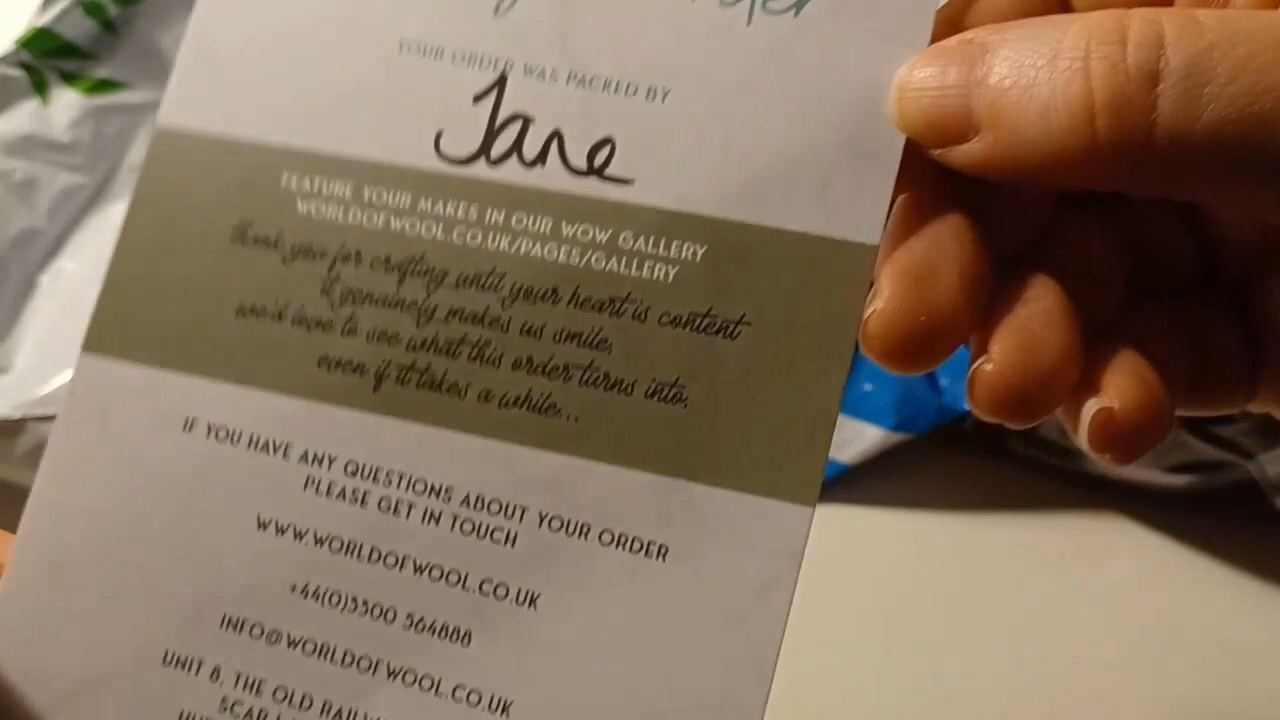 YOUR ORDER WAS PACKED BY
Jane
FEATURE YOUR MAKES IN OUR WOW GALLERY
WORLDOFWOOL.CO.UK/PAGES/GALLERY
thank you for crafting until your heart is content
it genuinely makes us smile,
we'd love to see what this order turns into,
even if it takes a while...
IF YOU HAVE ANY QUESTIONS ABOUT YOUR ORDER
PLEASE GET IN TOUCH
WWW.WORLDOFWOOL.CO.UK
+44(0)3300 564888
INFO@WORLDOFWOOL.CO.UK
UNIT 8, THE OLD